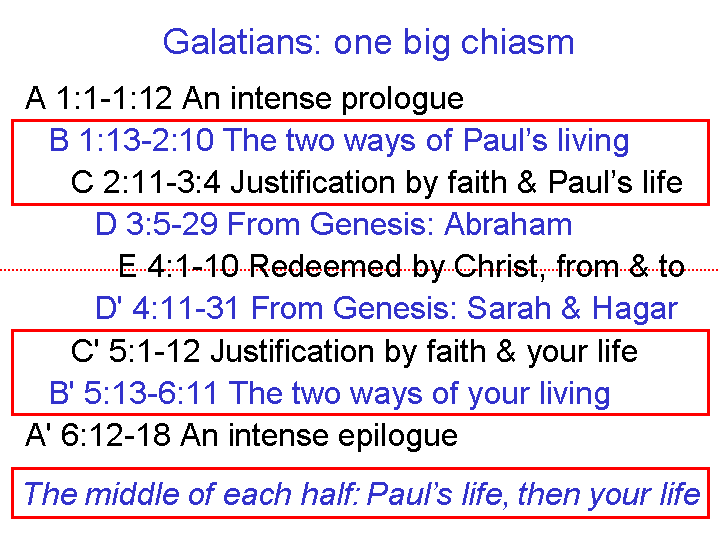 Galatians: one big chiasm
A 1:1-1:12 An intense prologue
B 1:13-2:10 The two ways of Paul’s living
C 2:11-3:4 Justification by faith & Paul’s life
D 3:5-29 From Genesis: Abraham
E 4:1-10 Redeemed by Christ, from & to
D' 4:11-31 From Genesis: Sarah & Hagar
C' 5:1-12 Justification by faith & your life
B' 5:13-6:11 The two ways of your living
A' 6:12-18 An intense epilogue
The middle of each half: Paul’s life, then your life